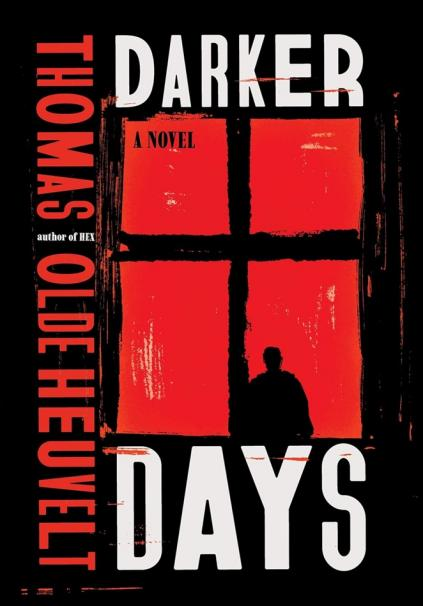 DARKER
A NOVEL
THOMAS OLDE HEUVELT
author of HEX
DAYS